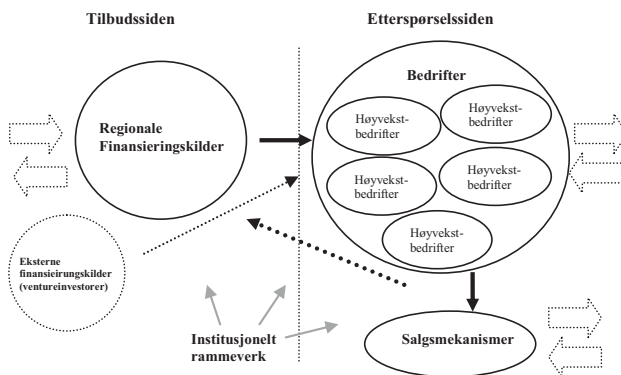 Tilbudssiden
Etterspørselssiden
Bedrifter
Regionale
Finansieringskilder
Høyvekst-
bedrifter
Høyvekst-
bedrifter
Høyvekst-
bedrifter
Høyvekst-
bedrifter
Høyvekst-
bedrifter
Eksterne
finansieirungskilder
(ventureinvestorer)
Institusjonelt
rammeverk
Salgsmekanismer